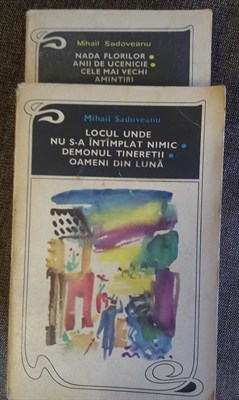 Mihail Sadoveanu
NADA FLORILOR •
ANII DE UCENICIE •
CELE MAI VECHI
AMINTIRI
Mihail Sadoveanu
LOCUL UNDE
NU S-A ÎNTÎMPLAT NIMIC •
DEMONUL TINEREȚII •
OAMENI DIN LUNĂ